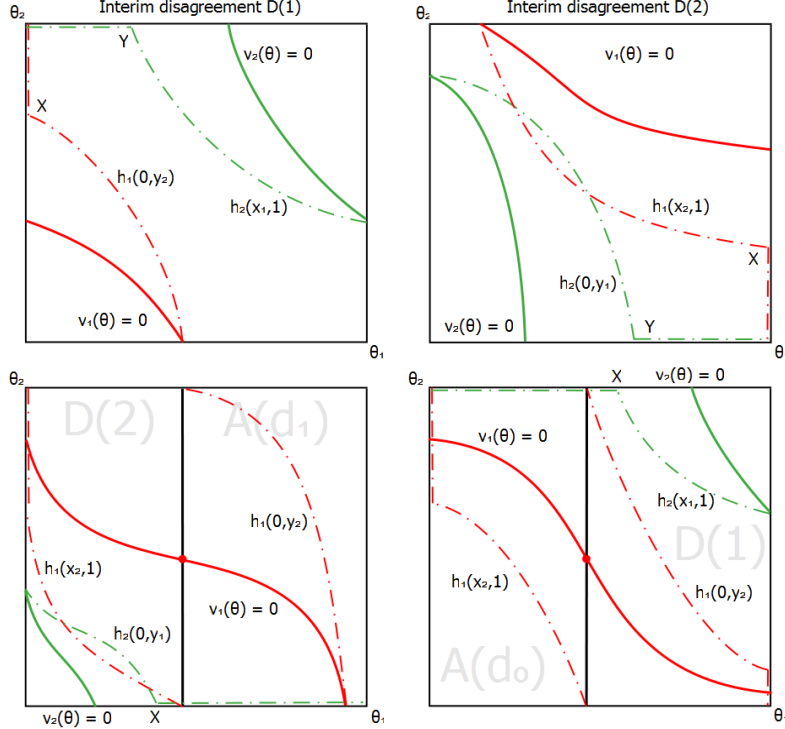 Interim disagreement D(1)
θ₂
Y
v₂(θ) = 0
X
h₁(0,y₂)
h₂(x₁,1)
v₁(θ) = 0
θ₁
Interim disagreement D(2)
θ₂
v₁(θ) = 0
h₁(x₂,1)
X
h₂(0,y₁)
v₂(θ) = 0
Y
θ
θ₂
D(2)
A(d₁)
h₁(0,y₂)
h₁(x₂,1)
v₁(θ) = 0
h₂(0,y₁)
v₂(θ) = 0
X
θ₁
θ₂
X
v₂(θ) = 0
v₁(θ) = 0
h₂(x₁,1)
D(1)
h₁(x₂,1)
h₁(0,y₂)
A(d₀)
θ